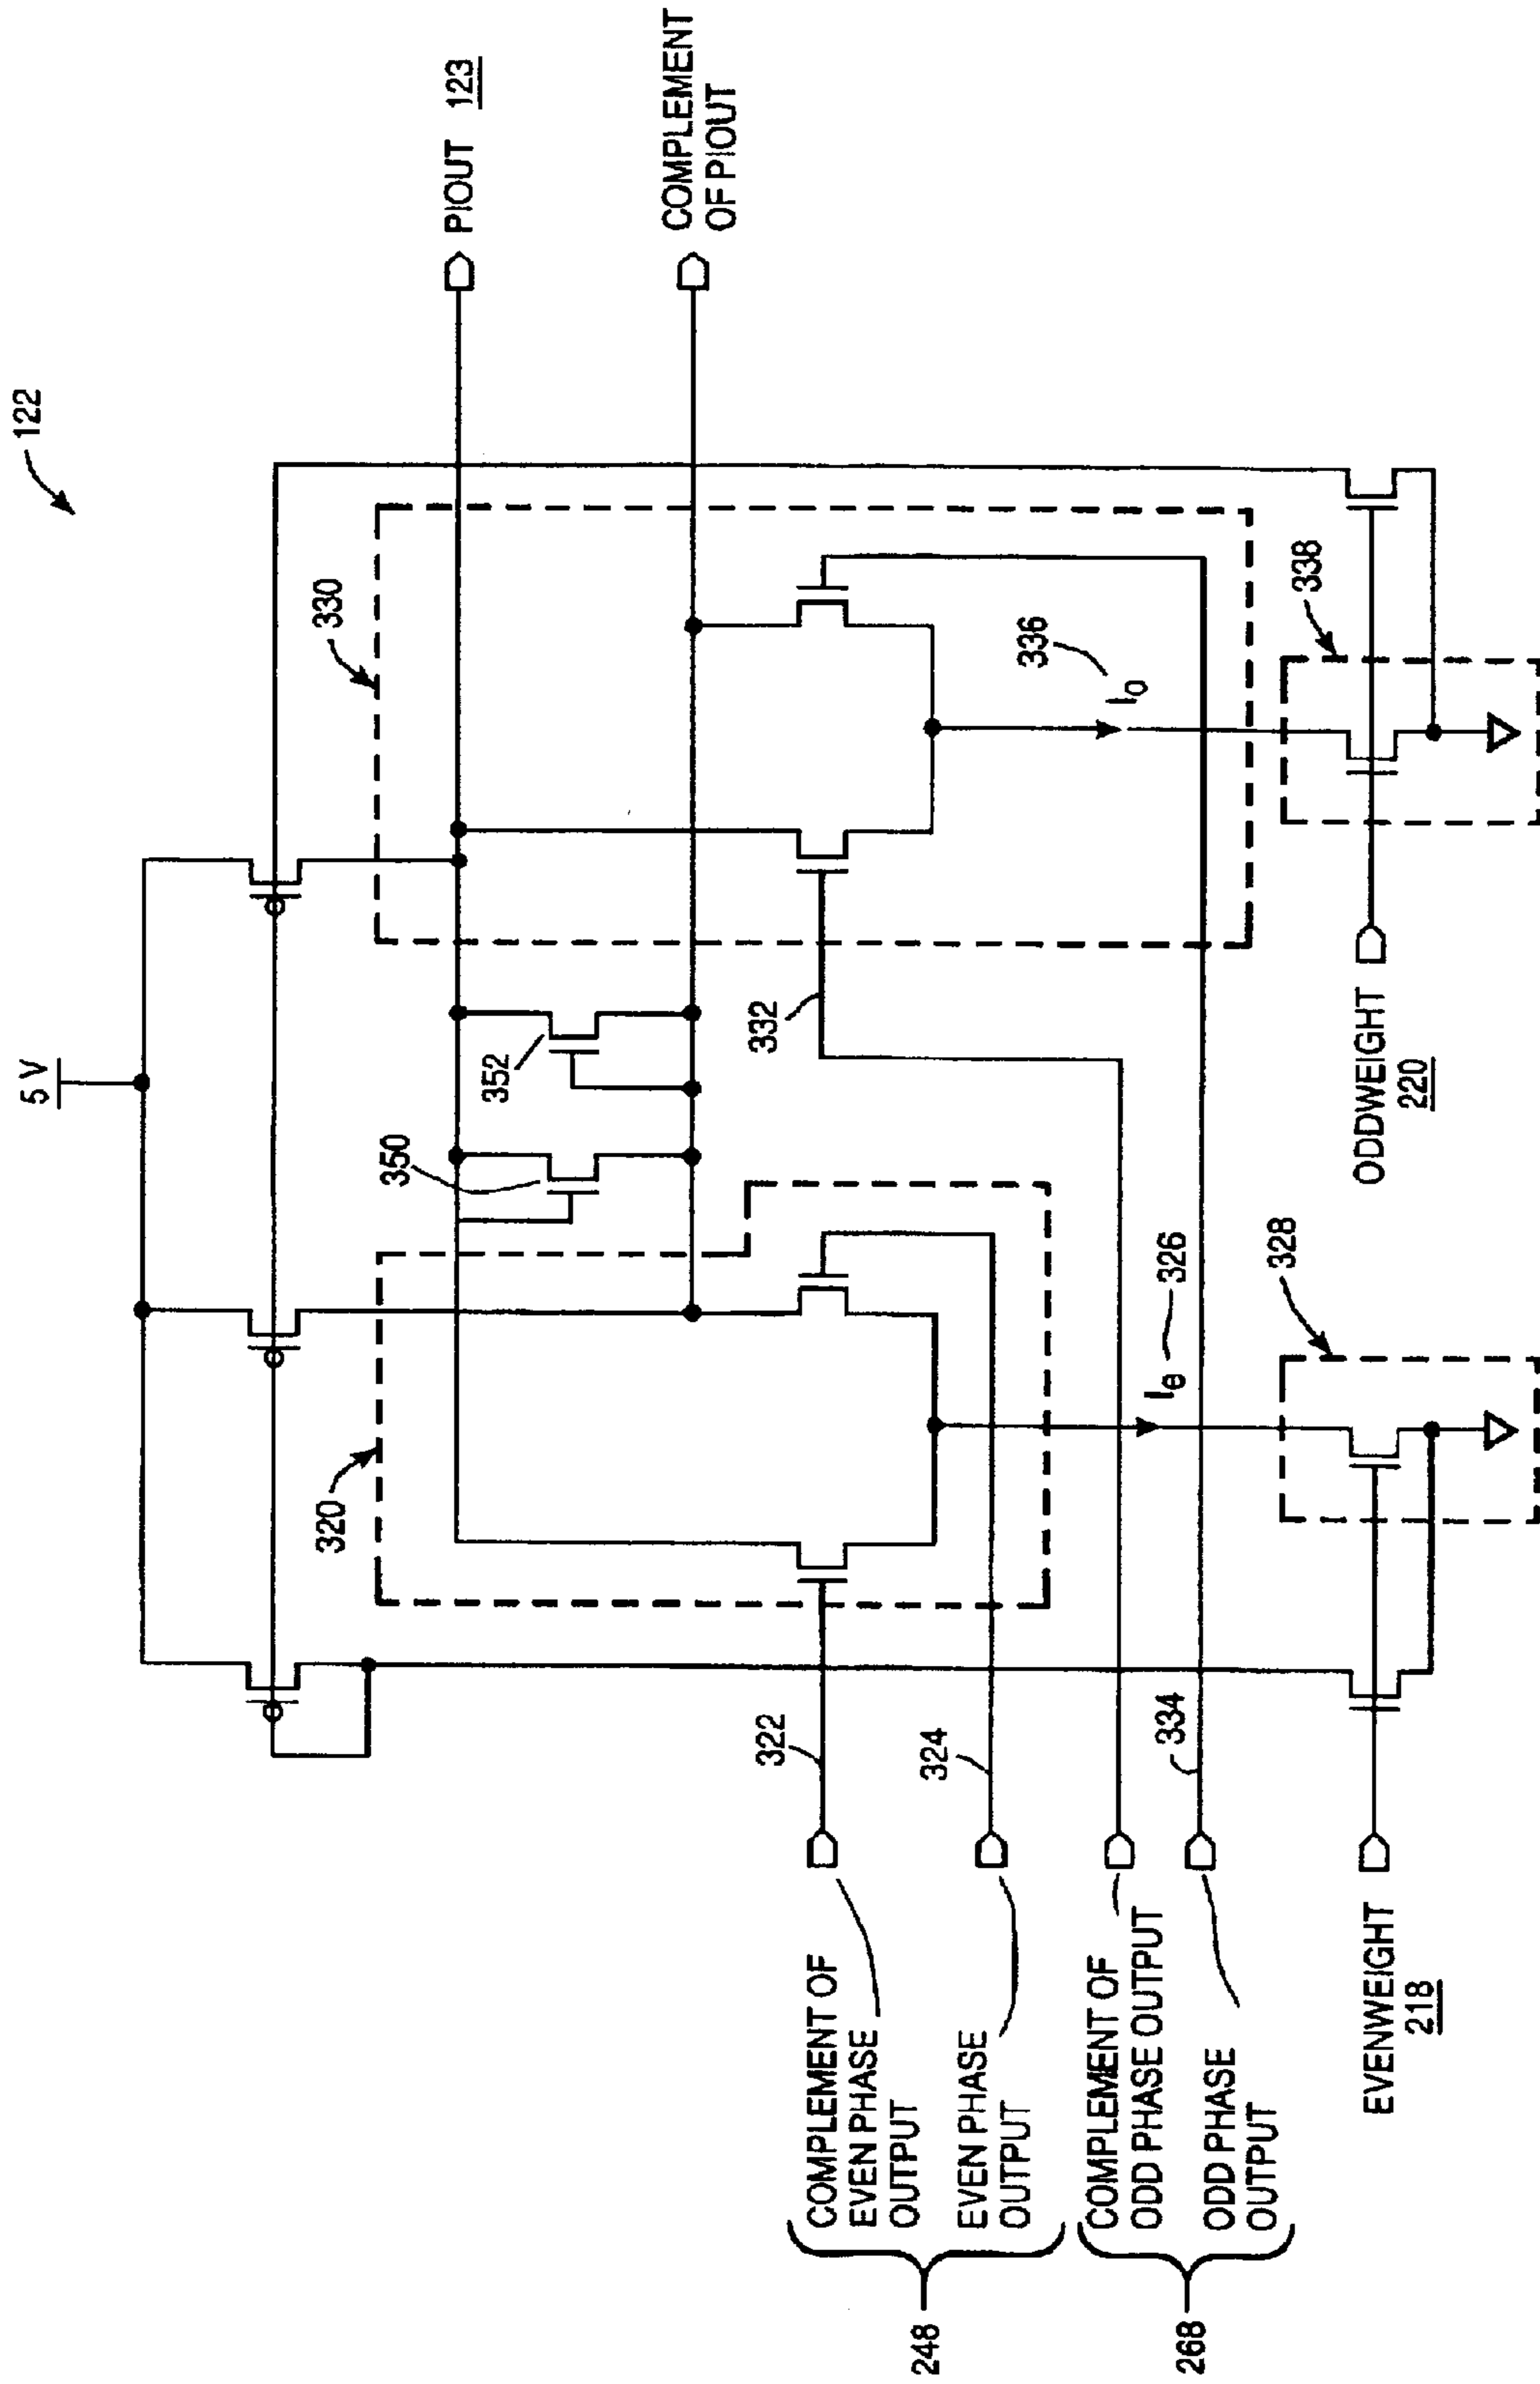 122
5 V
PIOUT 123
COMPLEMENT
OF PIOUT
330
320
350
352
332
322
324
334
336
I₀
Iₑ 326
338
328
COMPLEMENT OF
EVEN PHASE
OUTPUT
EVEN PHASE
OUTPUT
248
COMPLEMENT OF
ODD PHASE OUTPUT
ODD PHASE
OUTPUT
268
EVENWEIGHT
218
ODDWEIGHT
220